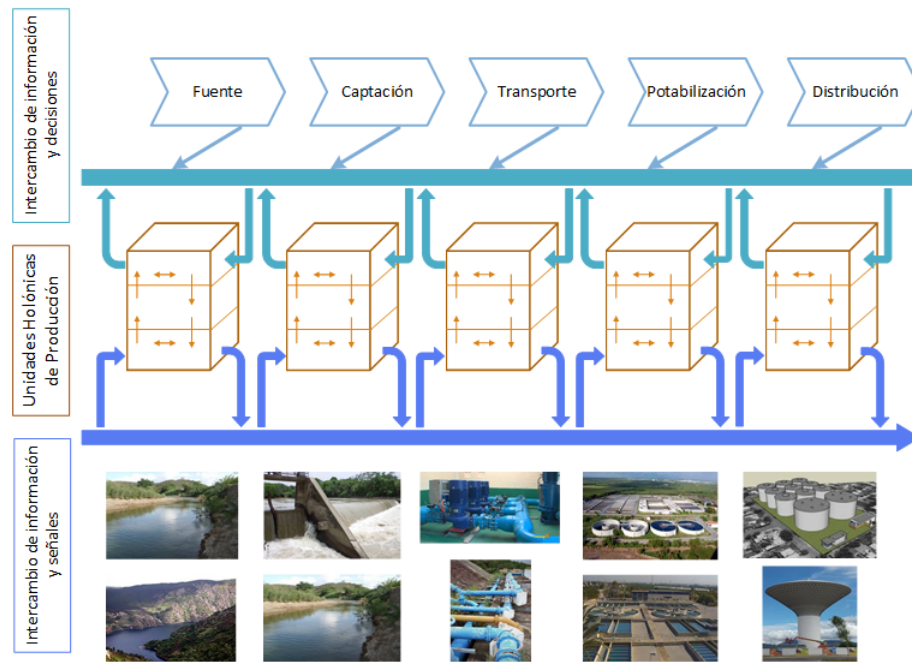 Intercambio de información
y decisiones
Fuente
Captación
Transporte
Potabilización
Distribución
Unidades Holónicas
de Producción
Intercambio de información
y señales